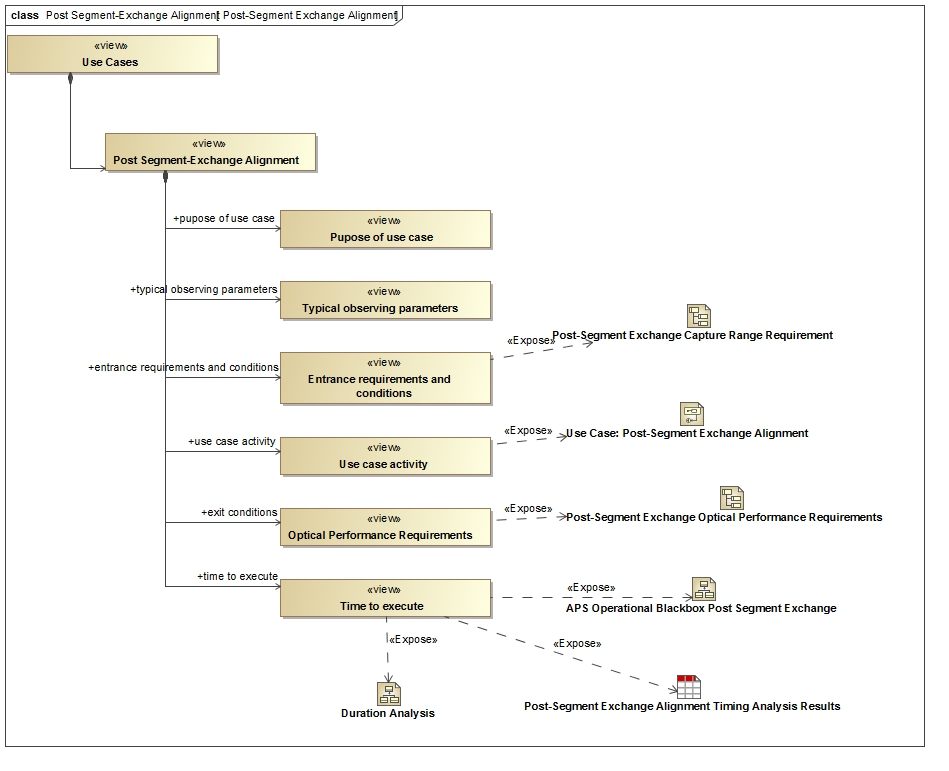 class Post Segment-Exchange Alignment[ Post-Segment Exchange Alignment]
«view»
Use Cases
«view»
Post Segment-Exchange Alignment
+pupose of use case
«view»
Pupose of use case
+typical observing parameters
«view»
Typical observing parameters
+entrance requirements and conditions
«view»
Entrance requirements and
conditions
«Expose»
Post-Segment Exchange Capture Range Requirement
+use case activity
«view»
Use case activity
«Expose»
Use Case: Post-Segment Exchange Alignment
+exit conditions
«view»
Optical Performance Requirements
«Expose»
Post-Segment Exchange Optical Performance Requirements
+time to execute
«view»
Time to execute
«Expose»
APS Operational Blackbox Post Segment Exchange
«Expose»
Duration Analysis
«Expose»
Post-Segment Exchange Alignment Timing Analysis Results